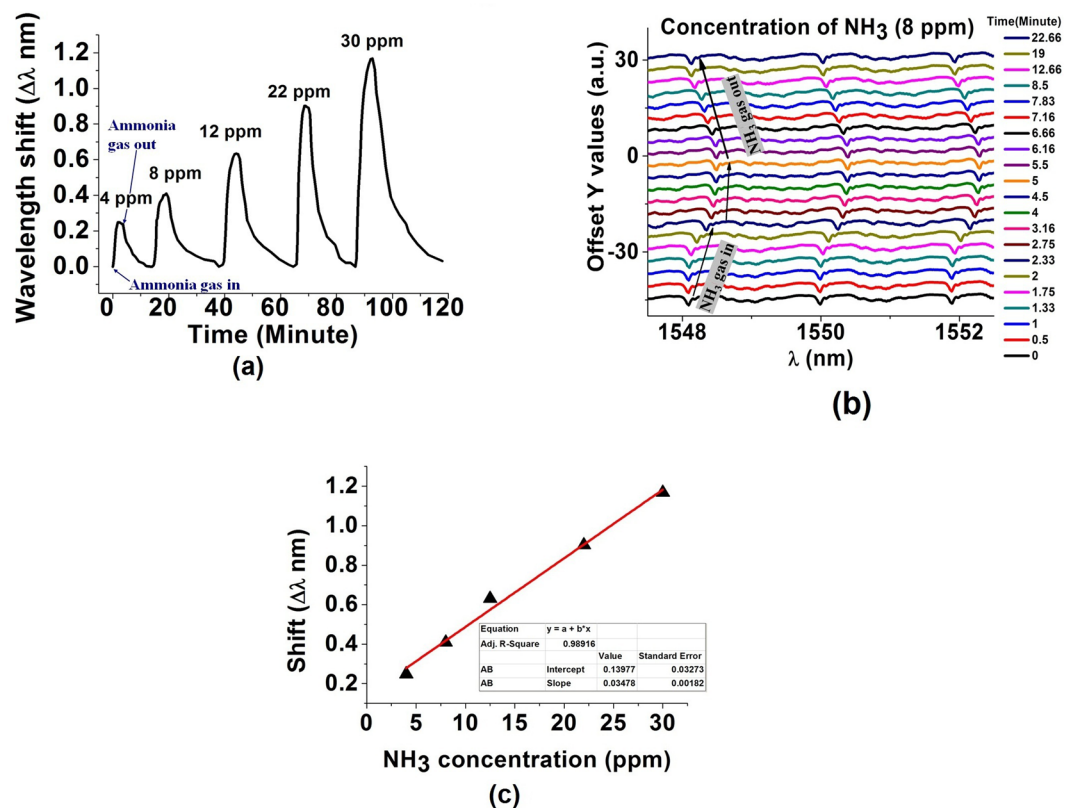 Wavelength shift (Δλ nm)
1.2
1.0
0.8
0.6
0.4
0.2
0.0
30 ppm
22 ppm
12 ppm
8 ppm
4 ppm
Ammonia
gas out
Ammonia gas in
0 20 40 60 80 100 120
Time (Minute)
(a)
Concentration of NH3 (8 ppm)
Offset Y values (a.u.)
30
0
-30
NH3 gas out
NH3 gas in
1548 1550 1552
λ (nm)
Time(Minute)
22.66
19
12.66
8.5
7.83
7.16
6.66
6.16
5.5
5
4.5
4
3.16
2.75
2.33
2
1.75
1.33
1
0.5
0
(b)
Shift (Δλ nm)
1.2
1.0
0.8
0.6
0.4
0.2
Equation y = a + b*x
Adj. R-Square 0.98916
Value Standard Error
AB Intercept 0.13977 0.03273
AB Slope 0.03478 0.00182
0 5 10 15 20 25 30
NH3 concentration (ppm)
(c)